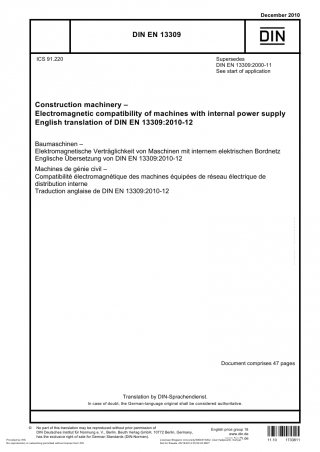 December 2010
DIN EN 13309
DIN
ICS 91.220
Supersedes
DIN EN 13309:2000-11
See start of application
Construction machinery –
Electromagnetic compatibility of machines with internal power supply
English translation of DIN EN 13309:2010-12
Baumaschinen –
Elektromagnetische Verträglichkeit von Maschinen mit internem elektrischen Bordnetz
Englische Übersetzung von DIN EN 13309:2010-12
Machines de génie civil –
Compatibilité électromagnétique des machines équipées de réseau électrique de
distribution interne
Traduction anglaise de DIN EN 13309:2010-12
Document comprises 47 pages
Translation by DIN-Sprachendienst.
In case of doubt, the German-language original shall be considered authoritative.
© No part of this translation may be reproduced without prior permission of
DIN Deutsches Institut für Normung e. V., Berlin. Beuth Verlag GmbH, 10772 Berlin, Germany,
has the exclusive right of sale for German Standards (DIN-Normen).
English price group 18
www.din.de
11.10 1733811